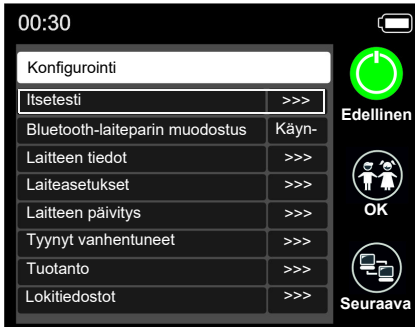 00:30
Konfigurointi
Itsetesti >>>
Bluetooth-laiteparin muodostus Käyn-
Laitteen tiedot >>>
Laiteasetukset >>>
Laitteen päivitys >>>
Tyynyt vanhentuneet >>>
Tuotanto >>>
Lokitiedostot >>>
Edellinen
OK
Seuraava